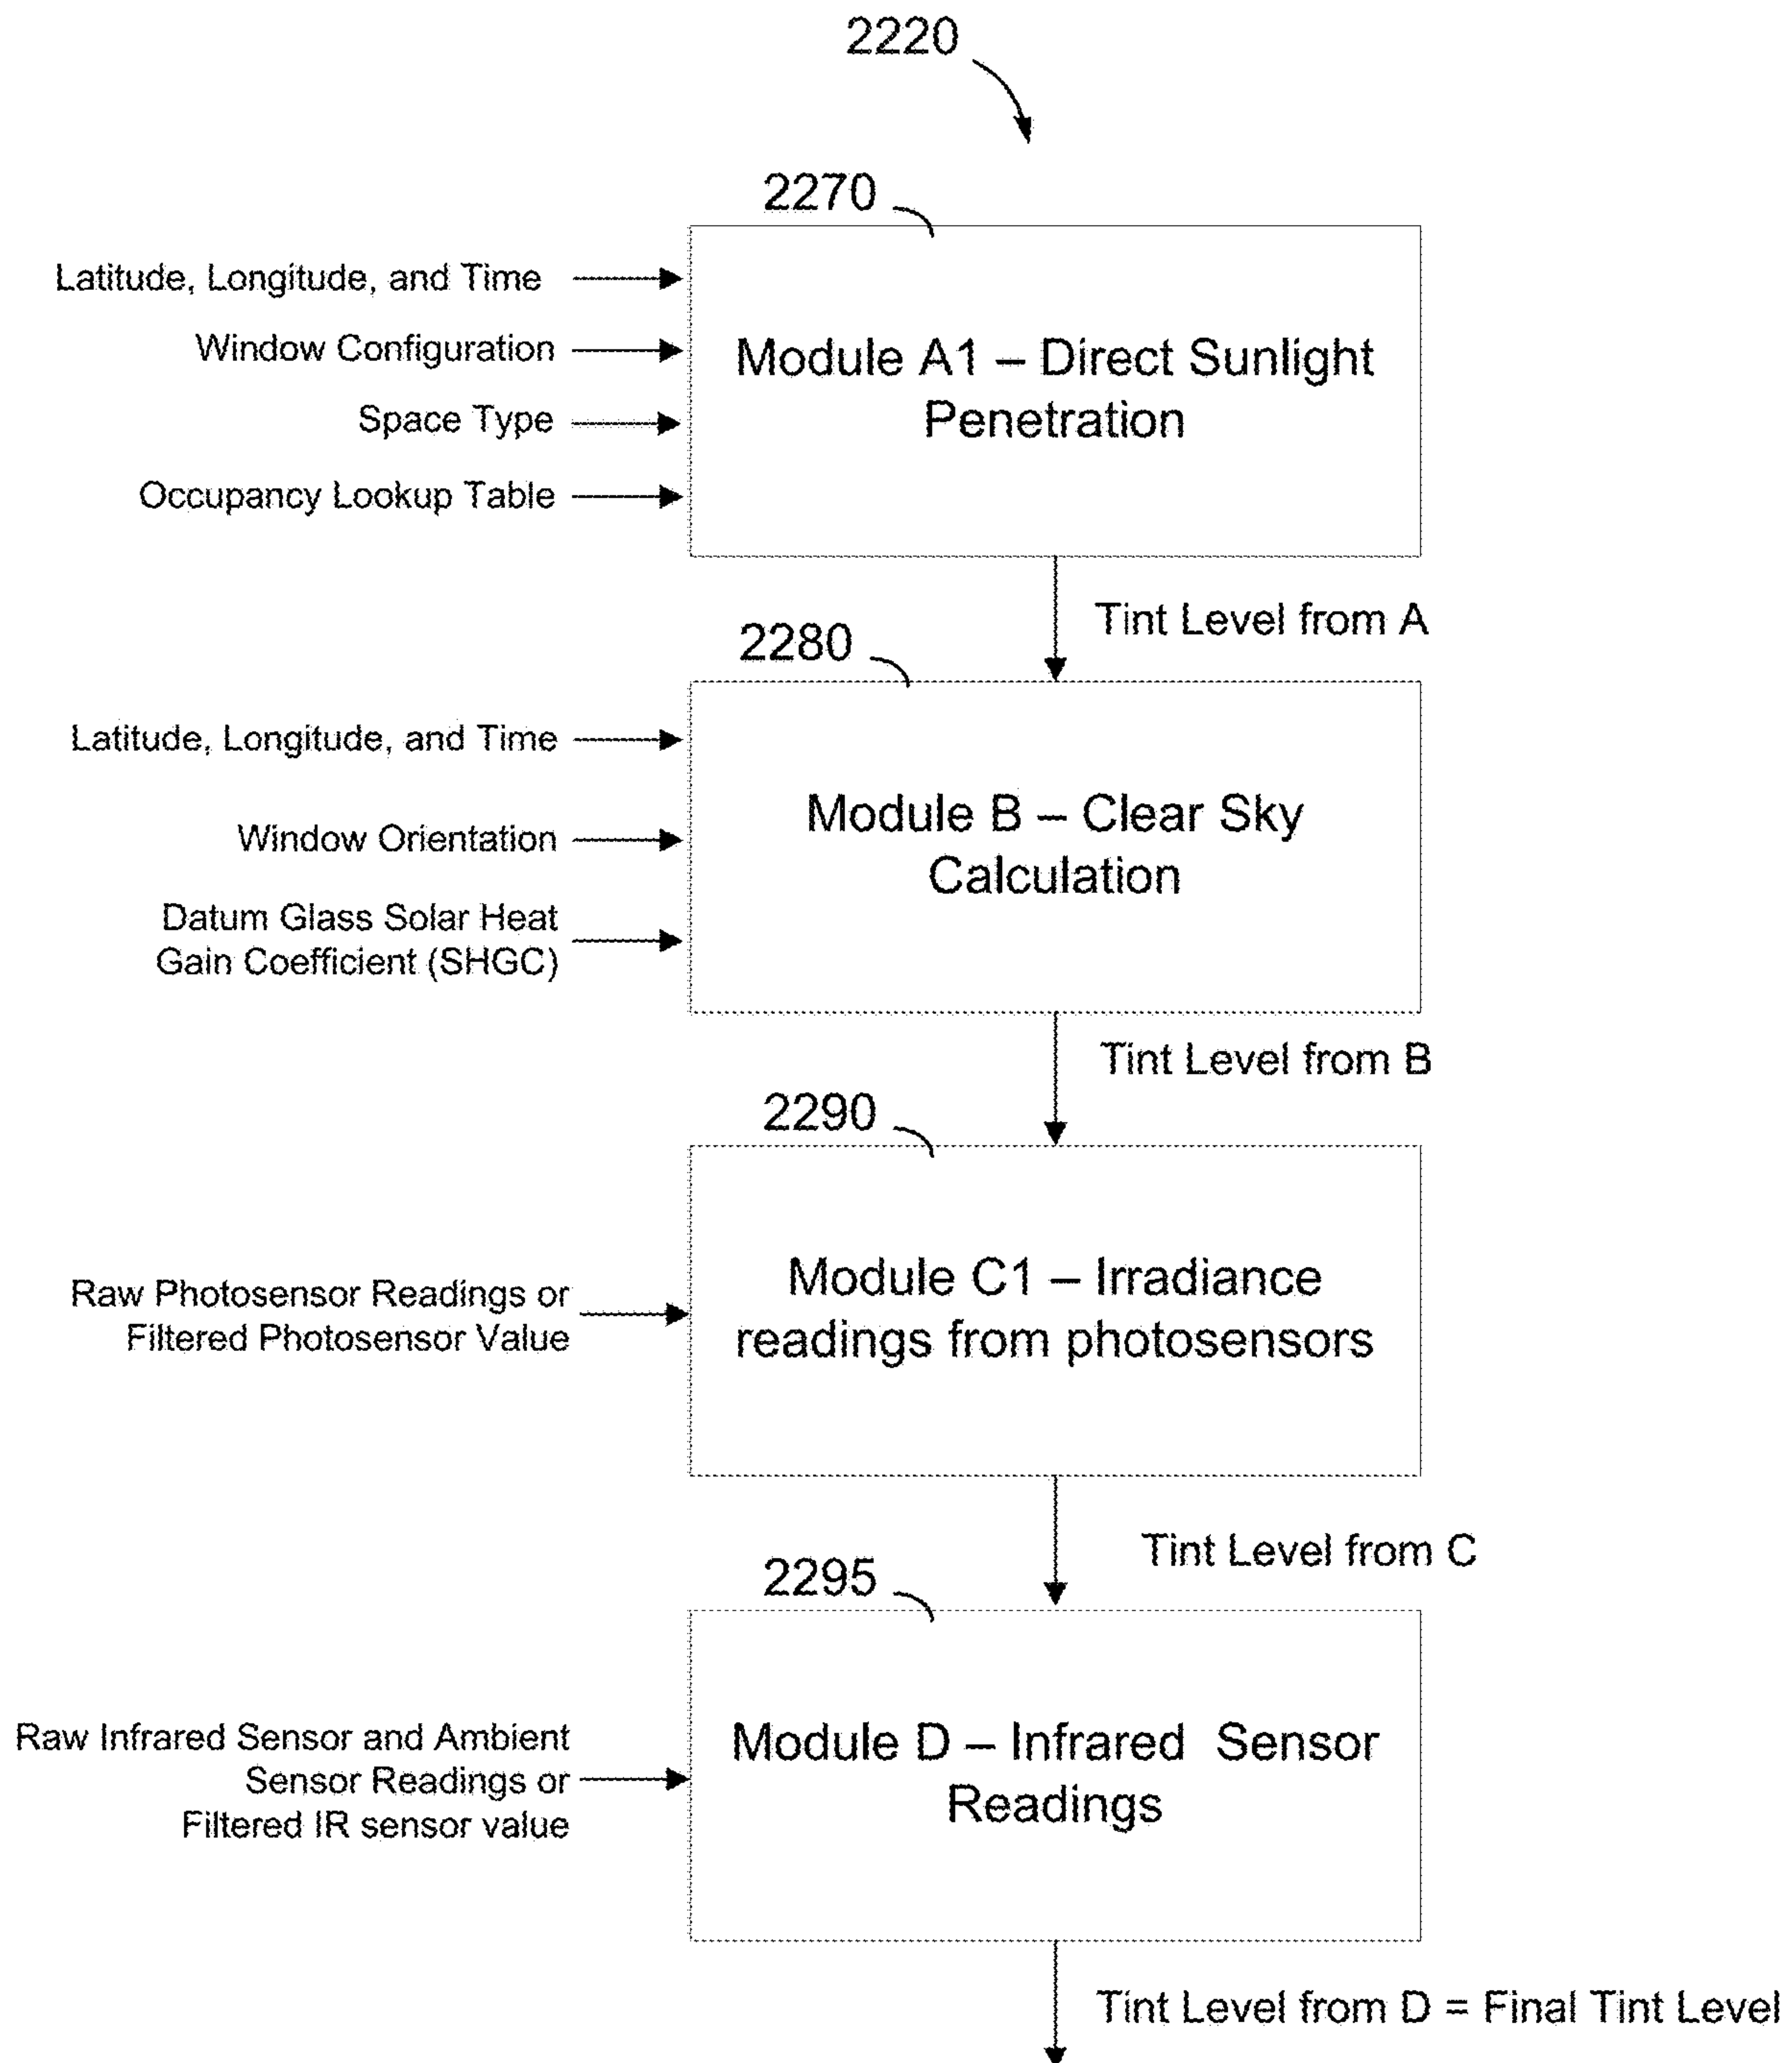 2220
2270
Latitude, Longitude, and Time
Window Configuration
Space Type
Occupancy Lookup Table
Module A1 – Direct Sunlight
Penetration
Tint Level from A
2280
Latitude, Longitude, and Time
Window Orientation
Datum Glass Solar Heat
Gain Coefficient (SHGC)
Module B – Clear Sky
Calculation
Tint Level from B
2290
Raw Photosensor Readings or
Filtered Photosensor Value
Module C1 – Irradiance
readings from photosensors
Tint Level from C
2295
Raw Infrared Sensor and Ambient
Sensor Readings or
Filtered IR sensor value
Module D – Infrared Sensor
Readings
Tint Level from D = Final Tint Level